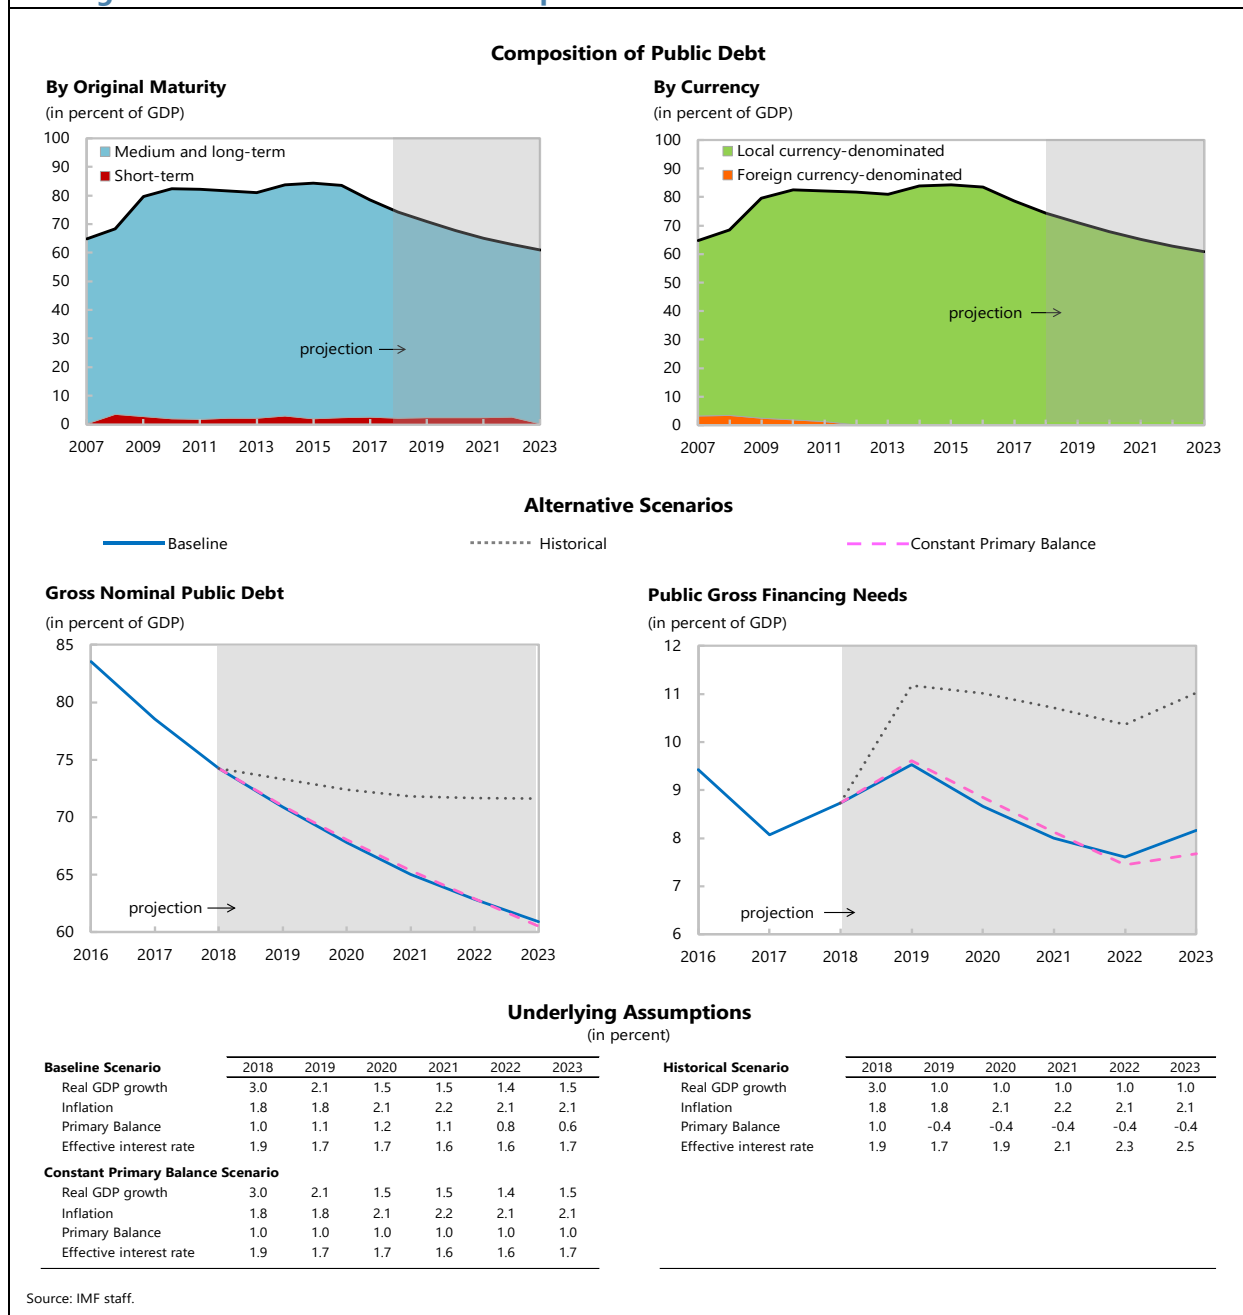 Composition of Public Debt
By Original Maturity
(in percent of GDP)
100
90
80
70
60
50
40
30
20
10
0
Medium and long-term
Short-term
projection
2007 2009 2011 2013 2015 2017 2019 2021 2023
By Currency
(in percent of GDP)
100
90
80
70
60
50
40
30
20
10
0
Local currency-denominated
Foreign currency-denominated
projection
2007 2009 2011 2013 2015 2017 2019 2021 2023
Alternative Scenarios
Baseline Historical Constant Primary Balance
Gross Nominal Public Debt
(in percent of GDP)
85
80
75
70
65
60
projection
2016 2017 2018 2019 2020 2021 2022 2023
Public Gross Financing Needs
(in percent of GDP)
12
11
10
9
8
7
6
projection
2016 2017 2018 2019 2020 2021 2022 2023
Underlying Assumptions
(in percent)
Baseline Scenario 2018 2019 2020 2021 2022 2023
Real GDP growth 3.0 2.1 1.5 1.5 1.4 1.5
Inflation 1.8 1.8 2.1 2.2 2.1 2.1
Primary Balance 1.0 1.1 1.2 1.1 0.8 0.6
Effective interest rate 1.9 1.7 1.7 1.6 1.6 1.7
Constant Primary Balance Scenario
Real GDP growth 3.0 2.1 1.5 1.5 1.4 1.5
Inflation 1.8 1.8 2.1 2.2 2.1 2.1
Primary Balance 1.0 1.0 1.0 1.0 1.0 1.0
Effective interest rate 1.9 1.7 1.7 1.6 1.6 1.7
Historical Scenario 2018 2019 2020 2021 2022 2023
Real GDP growth 3.0 1.0 1.0 1.0 1.0 1.0
Inflation 1.8 1.8 2.1 2.2 2.1 2.1
Primary Balance 1.0 -0.4 -0.4 -0.4 -0.4 -0.4
Effective interest rate 1.9 1.7 1.9 2.1 2.3 2.5
Source: IMF staff.